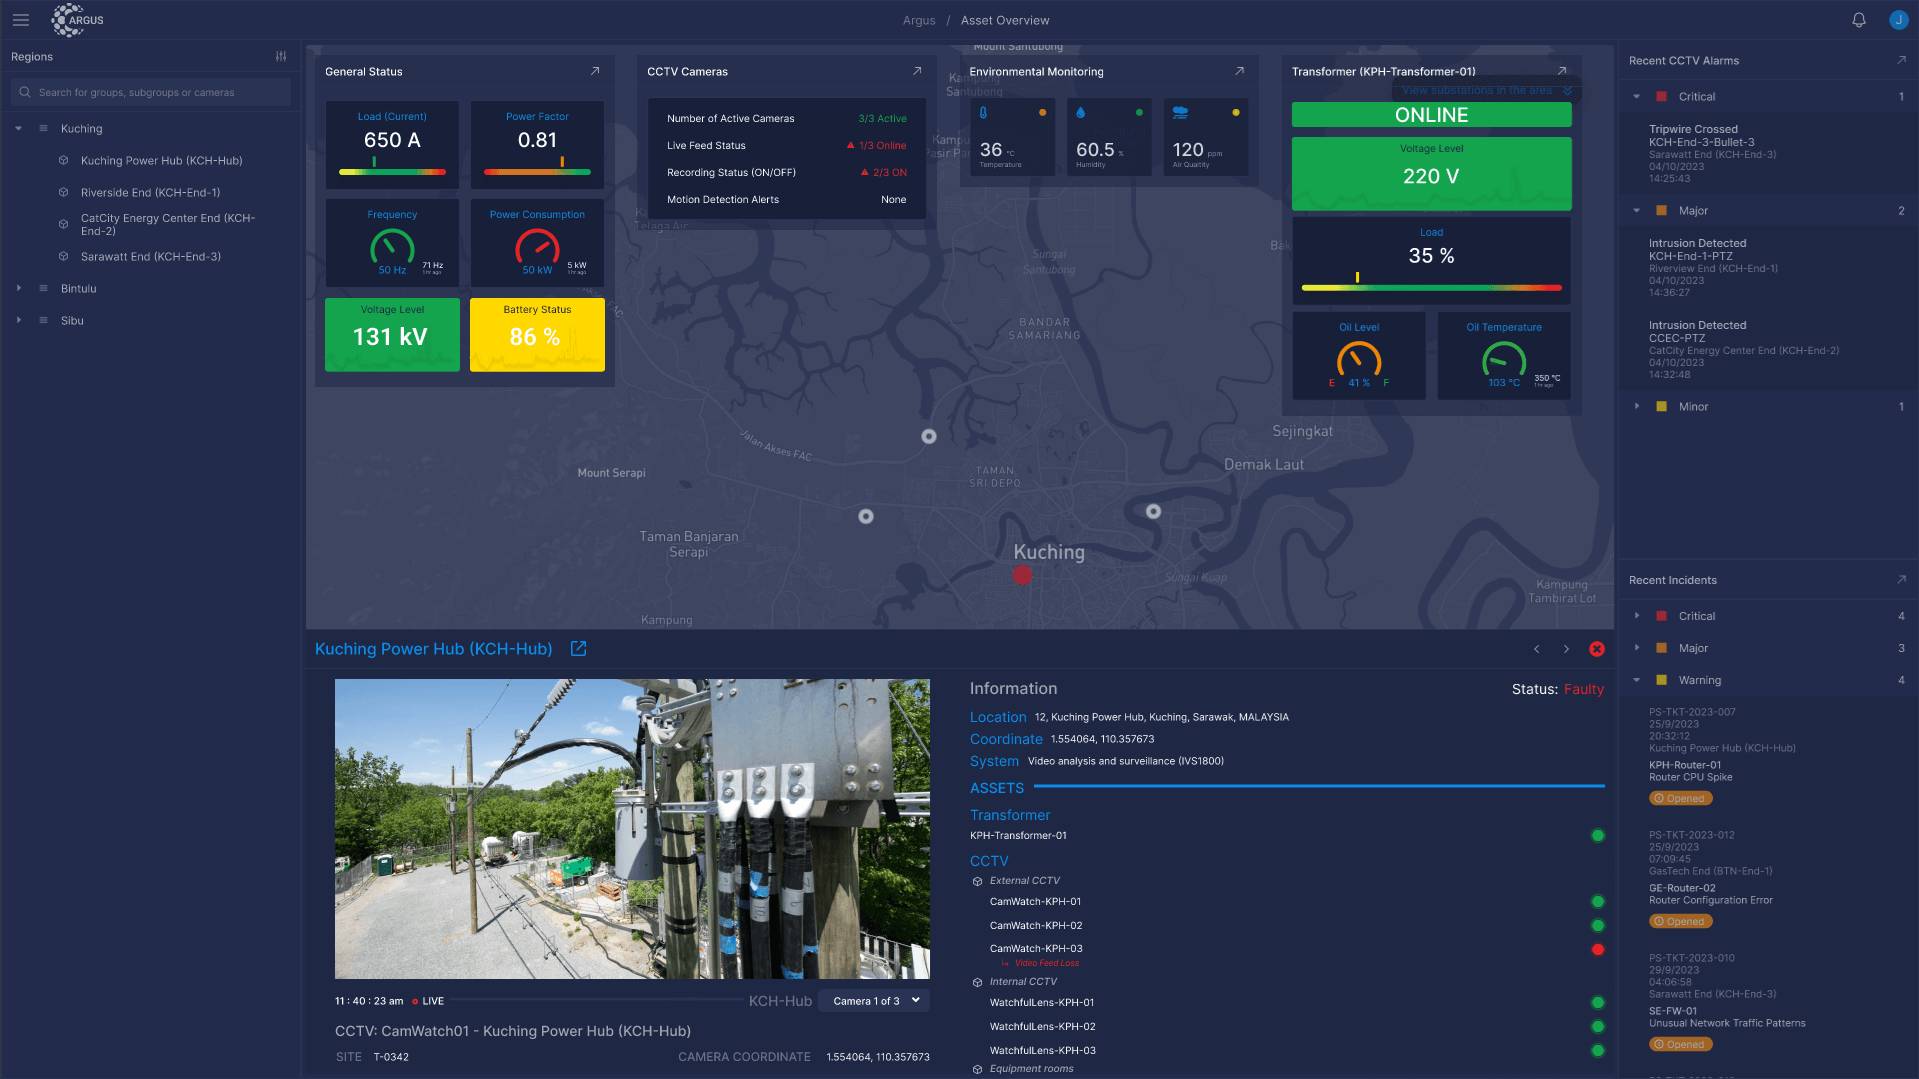 ARGUS
Argus / Asset Overview
J
Regions
Search for groups, subgroups or cameras
Kuching
Kuching Power Hub (KCH-Hub)
Riverside End (KCH-End-1)
CatCity Energy Center End (KCH-
End-2)
Sarawatt End (KCH-End-3)
Bintulu
Sibu
General Status
Load (Current)
650 A
Power Factor
0.81
Frequency
50 Hz
71 Hz
1 hr ago
Power Consumption
50 kW
5 kW
1 hr ago
Voltage Level
131 kV
Battery Status
86 %
CCTV Cameras
Number of Active Cameras
3/3 Active
Live Feed Status
1/3 Online
Recording Status (ON/OFF)
2/3 ON
Motion Detection Alerts
None
Environmental Monitoring
36 °C
Temperature
60.5 %
Humidity
120 ppm
Air Quality
Transformer (KPH-Transformer-01)
View substations in the area
ONLINE
Voltage Level
220 V
Load
35 %
Oil Level
E 41 % F
Oil Temperature
103 °C
350 °C
1 hr ago
Mount Santubong
Kampung
Santubong
Kampung
Pasir Pan
Telaga Air
Sungai
Santubong
BANDAR
SAMARIANG
Jalan Akses FAC
Mount Serapi
TAMAN
SRI DEPO
Sejingkat
Demak Laut
Taman Banjaran
Serapi
Kuching
Sungai Kuap
Kampung
Tambirat Lot
Kampung
Kuching Power Hub (KCH-Hub)
11 : 40 : 23 am LIVE
KCH-Hub
Camera 1 of 3
CCTV: CamWatch01 - Kuching Power Hub (KCH-Hub)
SITE T-0342
CAMERA COORDINATE 1.554064, 110.357673
Information
Status: Faulty
Location 12, Kuching Power Hub, Kuching, Sarawak, MALAYSIA
Coordinate 1.554064, 110.357673
System Video analysis and surveillance (IVS1800)
ASSETS
Transformer
KPH-Transformer-01
CCTV
External CCTV
CamWatch-KPH-01
CamWatch-KPH-02
CamWatch-KPH-03
Video Feed Loss
Internal CCTV
WatchfulLens-KPH-01
WatchfulLens-KPH-02
WatchfulLens-KPH-03
Equipment rooms
Recent CCTV Alarms
Critical 1
Tripwire Crossed
KCH-End-3-Bullet-3
Sarawatt End (KCH-End-3)
04/10/2023
14:25:43
Major 2
Intrusion Detected
KCH-End-1-PTZ
Riverview End (KCH-End-1)
04/10/2023
14:36:27
Intrusion Detected
CCEC-PTZ
CatCity Energy Center End (KCH-End-2)
04/10/2023
14:32:48
Minor 1
Recent Incidents
Critical 4
Major 3
Warning 4
PS-TKT-2023-007
25/9/2023
20:32:12
Kuching Power Hub (KCH-Hub)
KPH-Router-01
Router CPU Spike
Opened
PS-TKT-2023-012
25/9/2023
07:09:45
GasTech End (BTN-End-1)
GE-Router-02
Router Configuration Error
Opened
PS-TKT-2023-010
29/9/2023
04:06:58
Sarawatt End (KCH-End-3)
SE-FW-01
Unusual Network Traffic Patterns
Opened